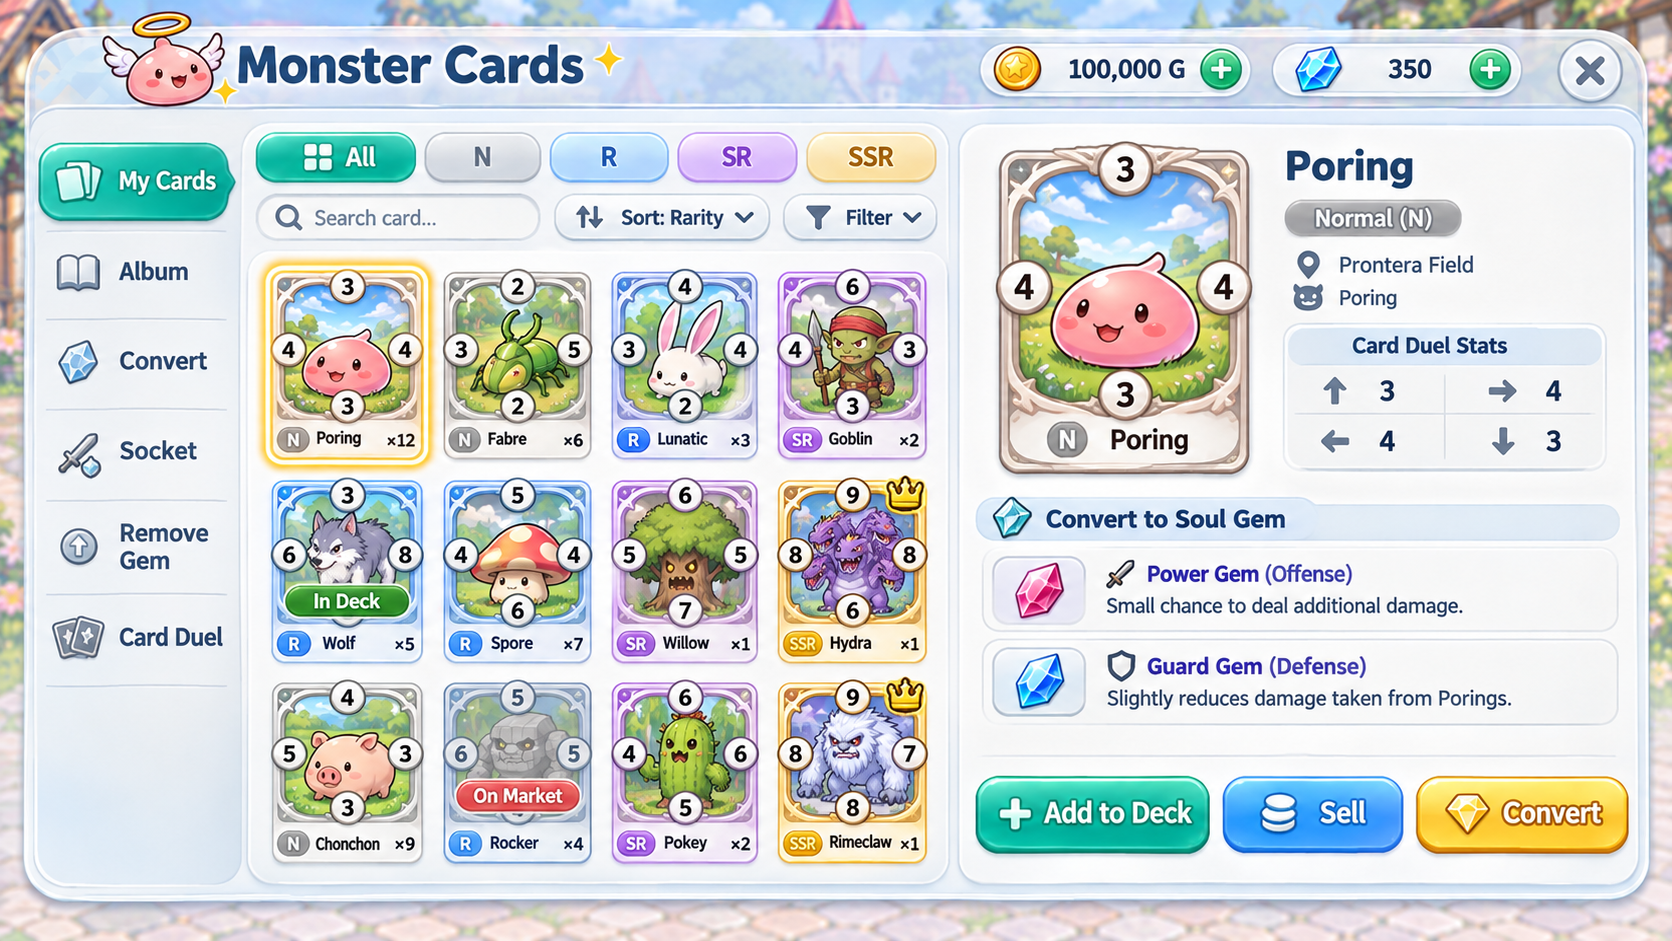 Monster Cards
100,000 G
350
My Cards
Album
Convert
Socket
Remove
Gem
Card Duel
All
N
R
SR
SSR
Search card...
Sort: Rarity
Filter
3
4
4
3
N Poring ×12
2
3
5
2
N Fabre ×6
4
3
4
2
R Lunatic ×3
6
4
3
3
SR Goblin ×2
3
6
8
In Deck
R Wolf ×5
5
4
4
6
R Spore ×7
6
5
5
7
SR Willow ×1
9
8
8
6
SSR Hydra ×1
4
5
3
3
N Chonchon ×9
5
6
5
On Market
R Rocker ×4
6
4
6
5
SR Pokey ×2
9
8
7
8
SSR Rimeclaw ×1
3
4
4
3
N Poring
Poring
Normal (N)
Prontera Field
Poring
Card Duel Stats
3
4
4
3
Convert to Soul Gem
Power Gem (Offense)
Small chance to deal additional damage.
Guard Gem (Defense)
Slightly reduces damage taken from Porings.
Add to Deck
Sell
Convert